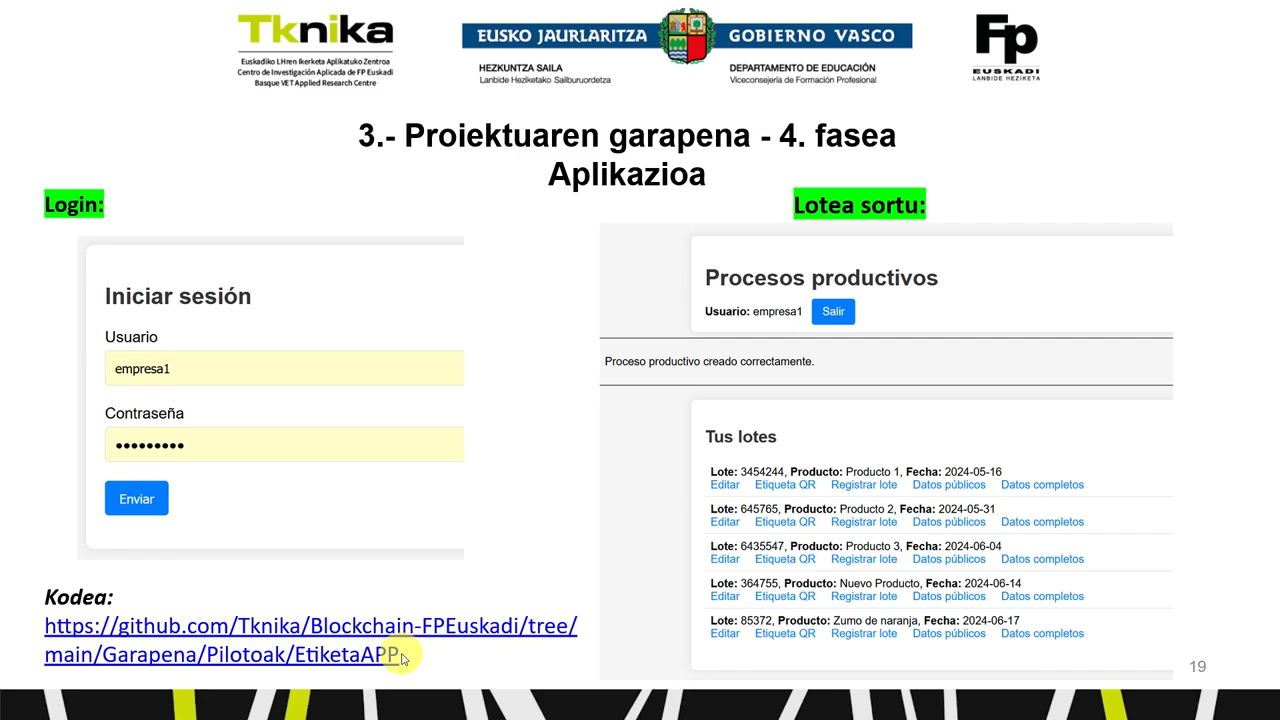 Tknika
Euskadiko LHren Ikerketa Aplikatuko Zentroa
Centro de Investigación Aplicada de FP Euskadi
Basque VET Applied Research Centre
EUSKO JAURLARITZA
GOBIERNO VASCO
HEZKUNTZA SAILA
Lanbide Heziketako Sailburuordetza
DEPARTAMENTO DE EDUCACIÓN
Viceconsejería de Formación Profesional
Fp
EUSKADI
LANBIDE HEZIKETA
3.- Proiektuaren garapena - 4. fasea
Aplikazioa
Login:
Iniciar sesión
Usuario
empresa1
Contraseña
•••••••••
Enviar
Kodea:
https://github.com/Tknika/Blockchain-FPEuskadi/tree/
main/Garapena/Pilotoak/EtiketaAPP
Lotea sortu:
Procesos productivos
Usuario: empresa1 Salir
Proceso productivo creado correctamente.
Tus lotes
Lote: 3454244, Producto: Producto 1, Fecha: 2024-05-16
Editar Etiqueta QR Registrar lote Datos públicos Datos completos
Lote: 645765, Producto: Producto 2, Fecha: 2024-05-31
Editar Etiqueta QR Registrar lote Datos públicos Datos completos
Lote: 6435547, Producto: Producto 3, Fecha: 2024-06-04
Editar Etiqueta QR Registrar lote Datos públicos Datos completos
Lote: 364755, Producto: Nuevo Producto, Fecha: 2024-06-14
Editar Etiqueta QR Registrar lote Datos públicos Datos completos
Lote: 85372, Producto: Zumo de naranja, Fecha: 2024-06-17
Editar Etiqueta QR Registrar lote Datos públicos Datos completos
19